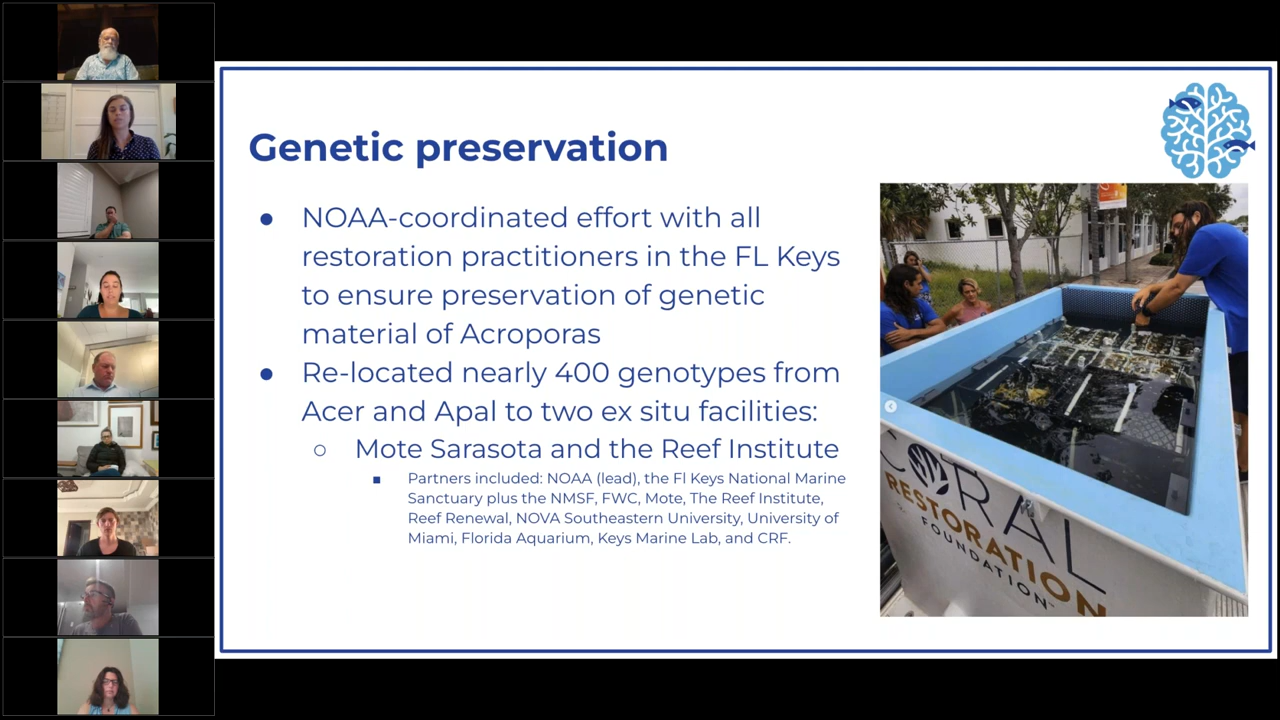 Genetic preservation
● NOAA-coordinated effort with all
restoration practitioners in the FL Keys
to ensure preservation of genetic
material of Acroporas
● Re-located nearly 400 genotypes from
Acer and Apal to two ex situ facilities:
○ Mote Sarasota and the Reef Institute
■ Partners included: NOAA (lead), the Fl Keys National Marine
Sanctuary plus the NMSF, FWC, Mote, The Reef Institute,
Reef Renewal, NOVA Southeastern University, University of
Miami, Florida Aquarium, Keys Marine Lab, and CRF.
CORAL
RESTORATION
FOUNDATION